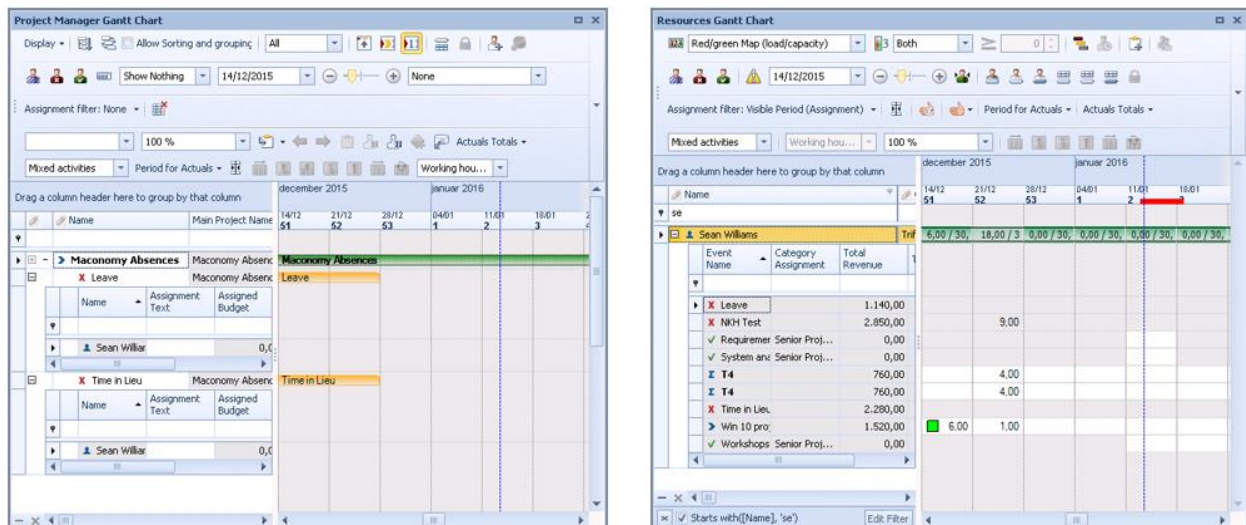 Project Manager Gantt Chart
Display
Allow Sorting and grouping
All
Show Nothing
14/12/2015
None
Assignment filter: None
100 %
Actuals Totals
Mixed activities
Period for Actuals
Working hou...
Drag a column header here to group by that column
december 2015 januar 2016
14/12 21/12 28/12 04/01 11/01 18/01 2
51 52 53 1 2 3 4
Name Main Project Name
Maconomy Absences Maconomy Absenc Maconomy Absences
X Leave Maconomy Absenc Leave
Name Assignment Text Assigned Budget
Sean Williar 0,0
X Time in Lieu Maconomy Absenc Time in Lieu
Name Assignment Text Assigned Budget
Sean Williar 0,0
Resources Gantt Chart
Red/green Map (load/capacity)
Both
≥ 0
14/12/2015
Assignment filter: Visible Period (Assignment)
Period for Actuals
Actuals Totals
Mixed activities
Working hou...
100 %
Drag a column header here to group by that column
december 2015 januar 2016
14/12 21/12 28/12 04/01 11/01 18/01
51 52 53 1 2 3
Name
se
Sean Williams Trif 6,00 / 30, 18,00 / 3 0,00 / 30, 0,00 / 30, 0,00 / 30, 0,00 / 30,
Event Name Category Assignment Total Revenue T
X Leave 1.140,00
X NKH Test 2.850,00 9,00
Requiremer Senior Proj... 0,00
System ana Senior Proj... 0,00
Σ T4 760,00 4,00
Σ T4 760,00 4,00
X Time in Lieu 2.280,00
Win 10 pro 1.520,00 6,00 1,00
Workshops Senior Proj... 0,00
Starts with([Name], 'se') Edit Filter